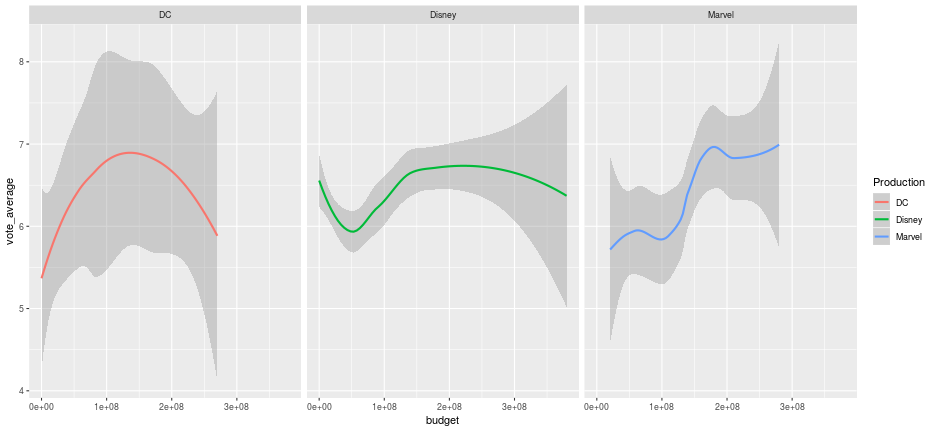 DC Disney Marvel
8
7
6
5
4
vote_average
0e+00 1e+08 2e+08 3e+08 0e+00 1e+08 2e+08 3e+08 0e+00 1e+08 2e+08 3e+08
budget
Production
DC
Disney
Marvel